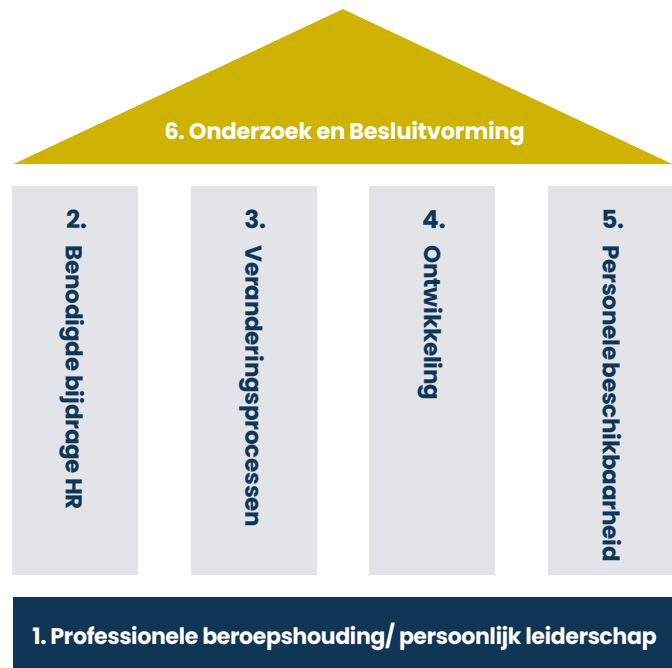 6. Onderzoek en Besluitvorming
2.
Benodigde bijdrage HR
3.
Veranderingsprocessen
4.
Ontwikkeling
5.
Personele beschikbaarheid
1. Professionele beroepshouding/ persoonlijk leiderschap